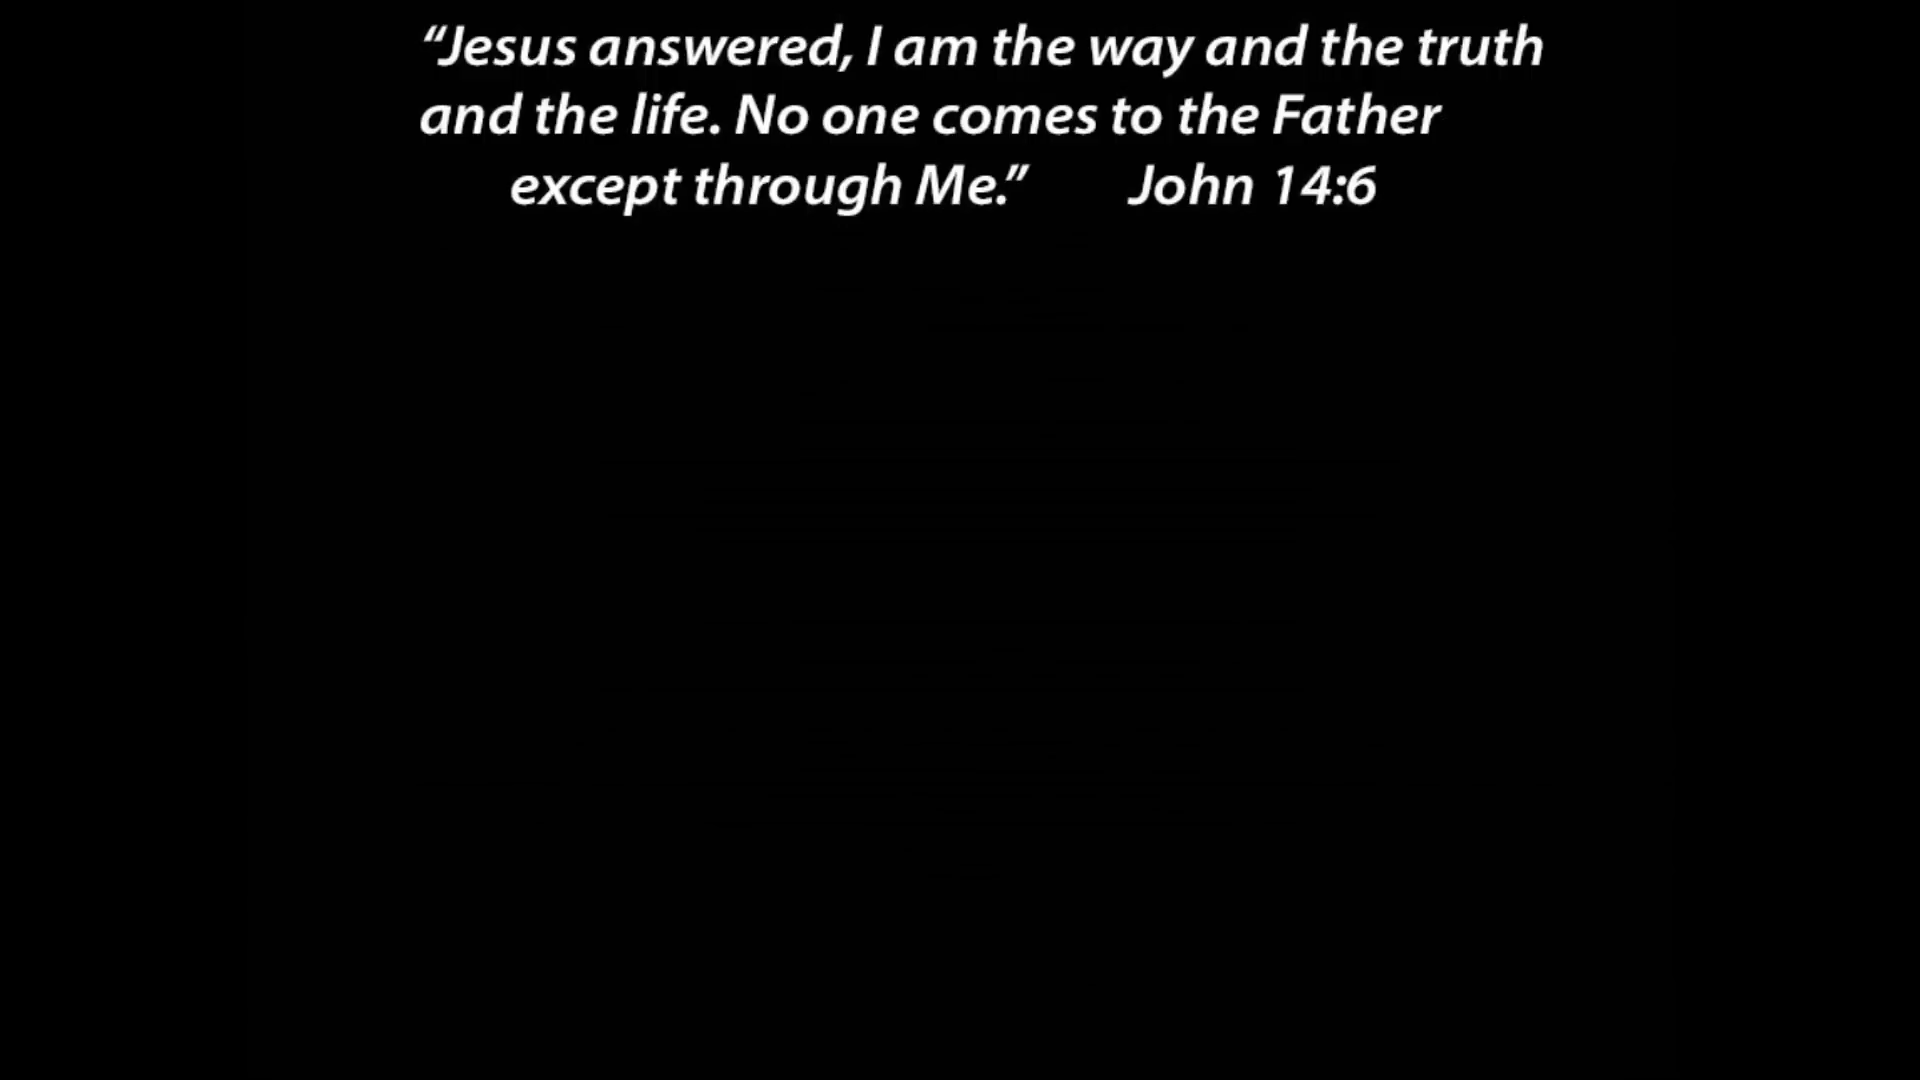 “Jesus answered, I am the way and the truth
and the life. No one comes to the Father
except through Me.” John 14:6